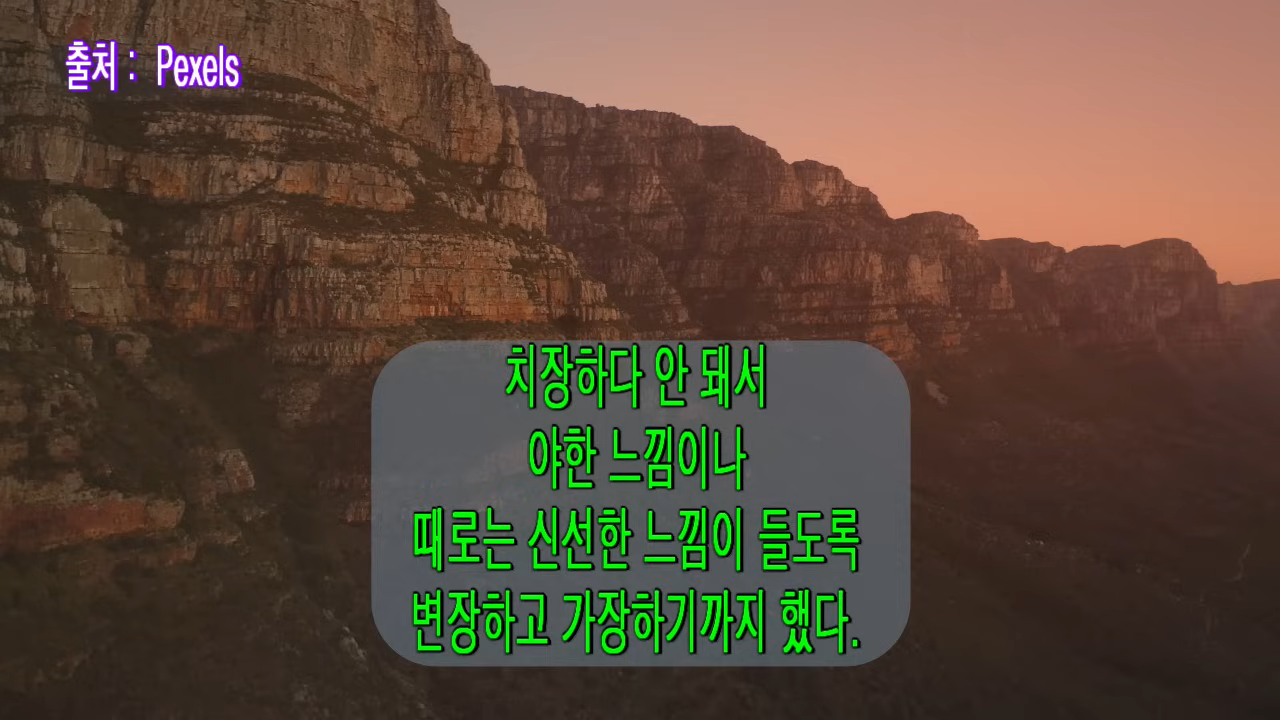 출처 : Pexels
치장하다 안 돼서
야한 느낌이나
때로는 신선한 느낌이 들도록
변장하고 가장하기까지 했다.